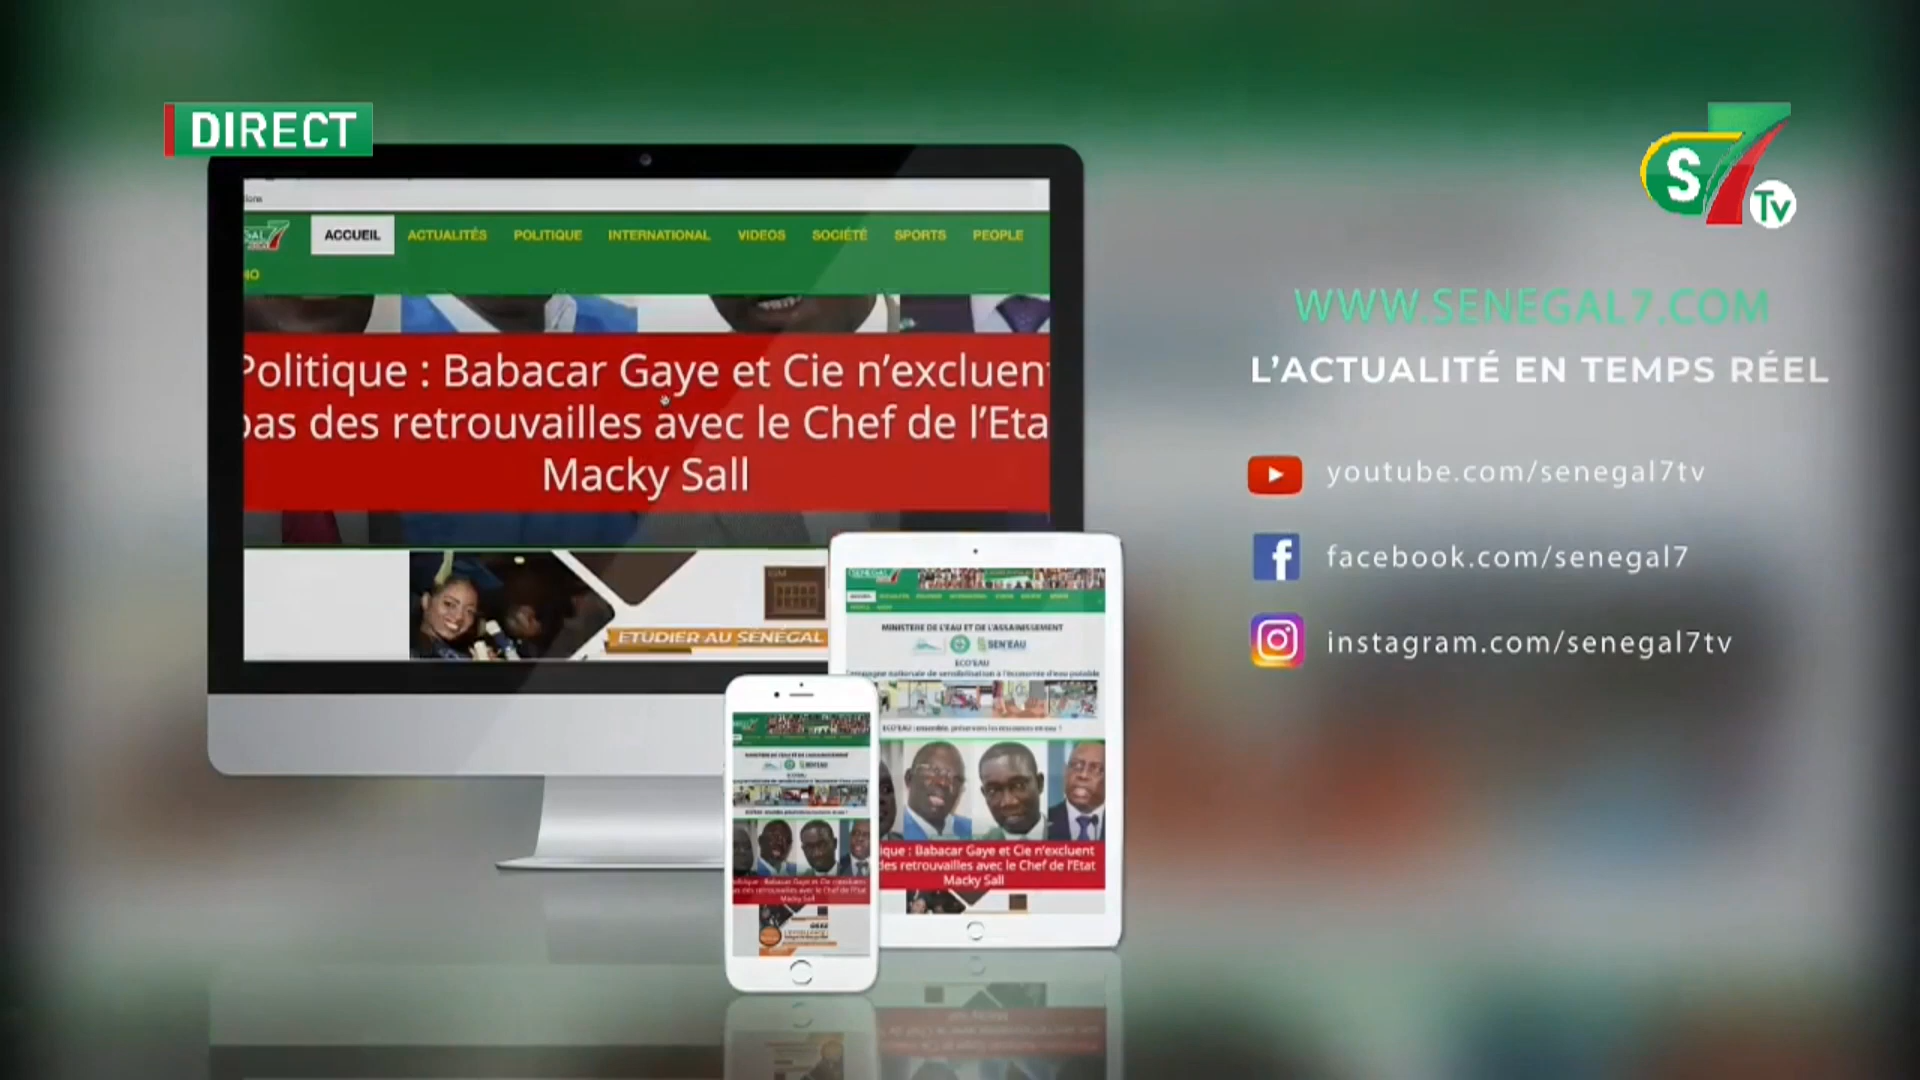 DIRECT
S7 Tv
ACCUEIL ACTUALITÉS POLITIQUE INTERNATIONAL VIDEOS SOCIÉTÉ SPORTS PEOPLE
Politique : Babacar Gaye et Cie n'excluent
pas des retrouvailles avec le Chef de l'Eta
Macky Sall
ETUDIER AU SENEGAL
WWW.SENEGAL7.COM
L'ACTUALITÉ EN TEMPS RÉEL
youtube.com/senegal7tv
facebook.com/senegal7
instagram.com/senegal7tv
MINISTERE DE L'EAU ET DE L'ASSAINISSEMENT
SEN'EAU
ECO'EAU
ique : Babacar Gaye et Cie n'excluent
des retrouvailles avec le Chef de l'Etat
Macky Sall